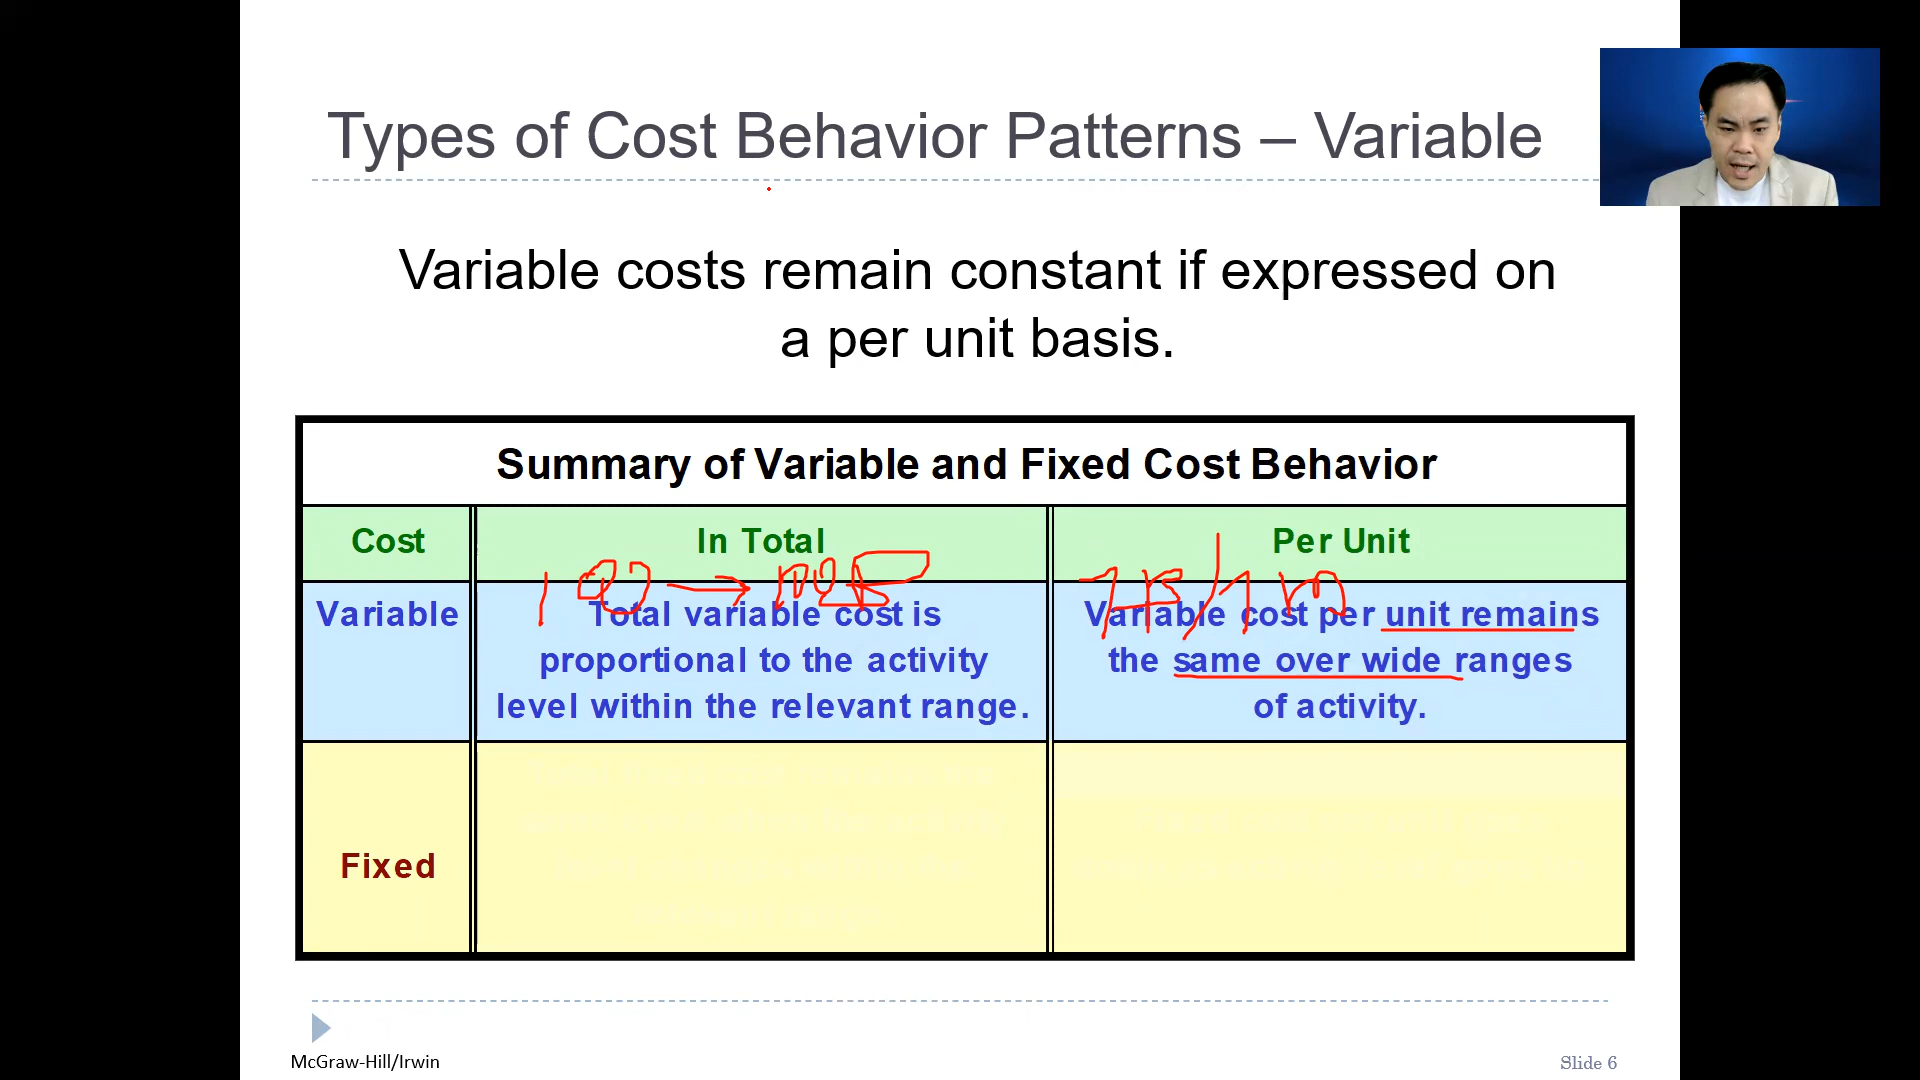 Types of Cost Behavior Patterns – Variable
Variable costs remain constant if expressed on
a per unit basis.
Summary of Variable and Fixed Cost Behavior
Cost
In Total
Per Unit
Variable
Total variable cost is
proportional to the activity
level within the relevant range.
Variable cost per unit remains
the same over wide ranges
of activity.
Fixed
McGraw-Hill/Irwin
Slide 6